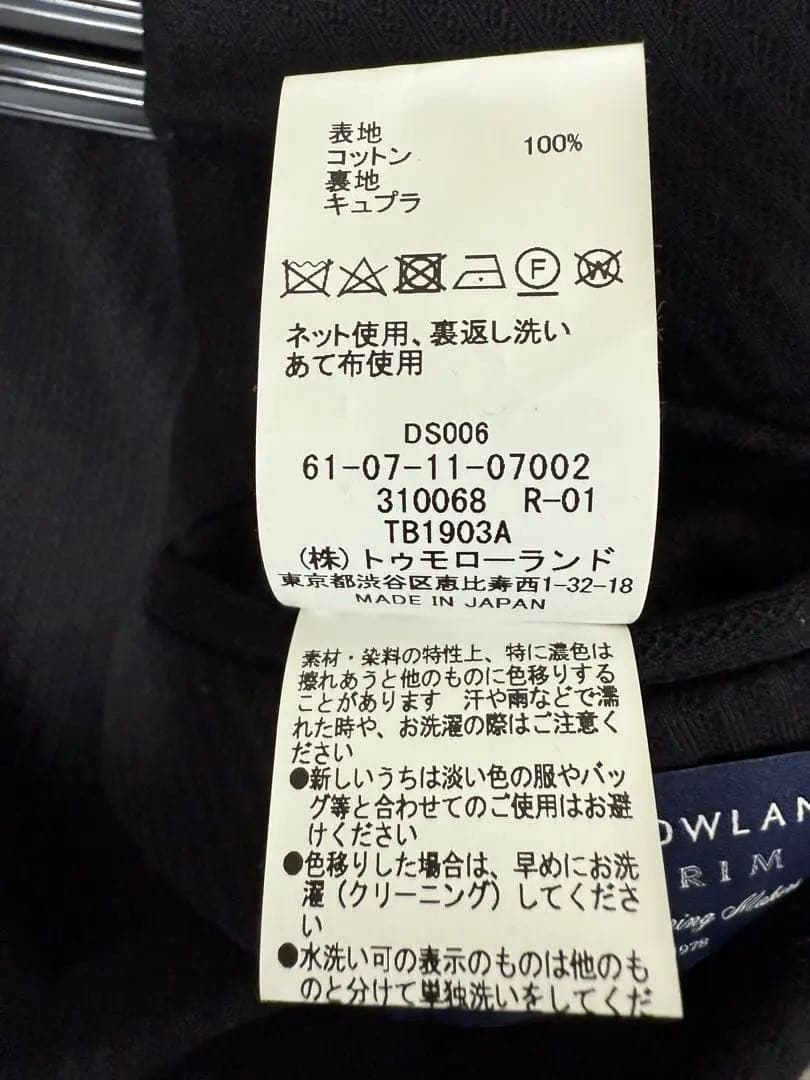 表地
コットン 100%
裏地
キュプラ
F W
ネット使用、裏返し洗い
あて布使用
DS006
61-07-11-07002
310068 R-01
TB1903A
(株)トゥモローランド
東京都渋谷区恵比寿西1-32-18
MADE IN JAPAN
素材・染料の特性上、特に濃色は
擦れあうと他のものに色移りする
ことがあります 汗や雨などで濡
れた時や、お洗濯の際はご注意く
ださい
●新しいうちは淡い色の服やバッ
グ等と合わせてのご使用はお避
けください
●色移りした場合は、早めにお洗
濯(クリーニング)してくださ
い
●水洗い可の表示のものは他のも
のと分けて単独洗いをしてくだ
OWLAN
RIM
978